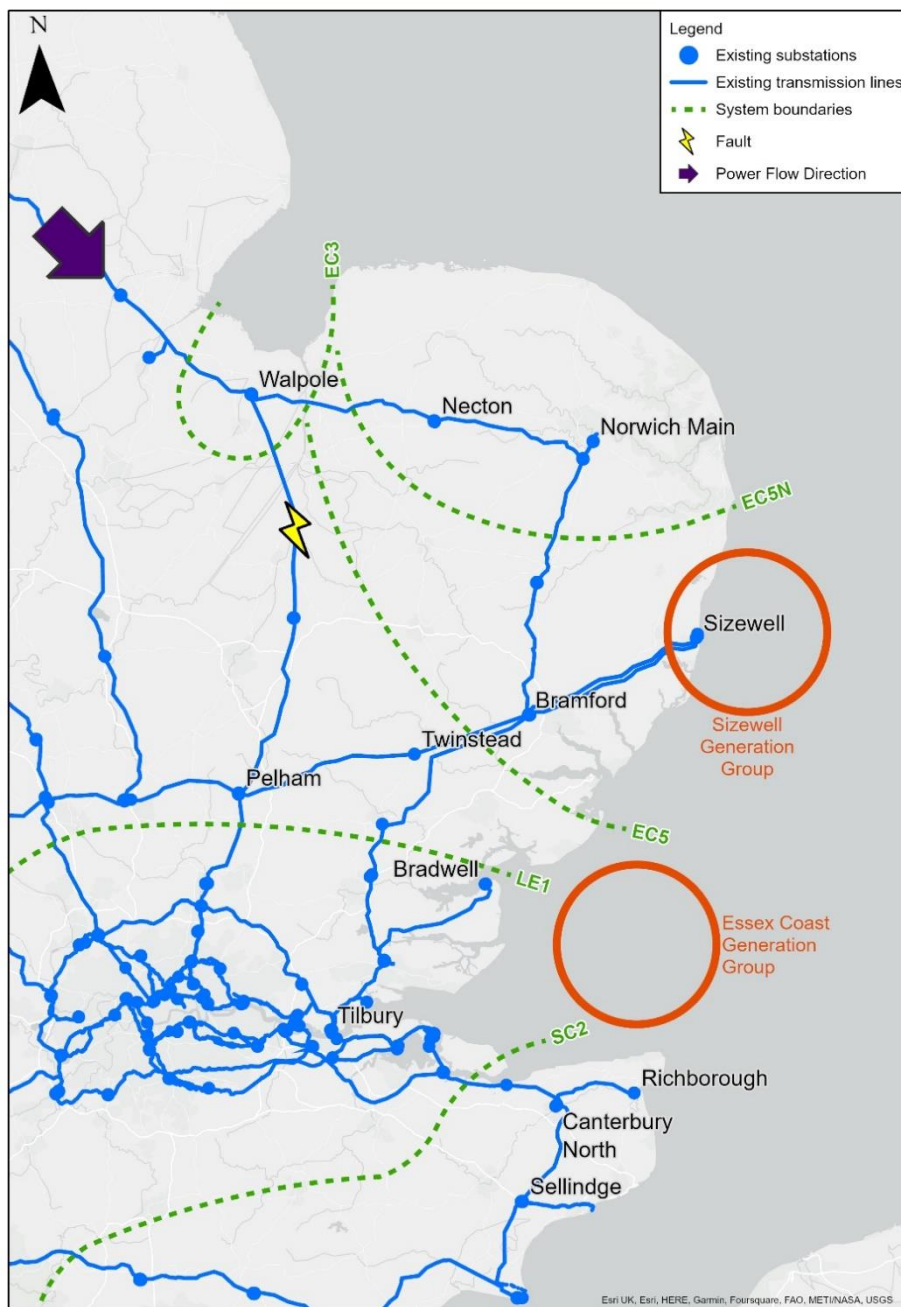 N
Legend
Existing substations
Existing transmission lines
System boundaries
Fault
Power Flow Direction
EC3
Walpole
Necton
Norwich Main
EC5N
Sizewell
Sizewell
Generation
Group
Bramford
Twinstead
Pelham
EC5
LE1
Bradwell
Essex Coast
Generation
Group
Tilbury
SC2
Richborough
Canterbury
North
Sellindge
Esri UK, Esri, HERE, Garmin, Foursquare, FAO, METI/NASA, USGS